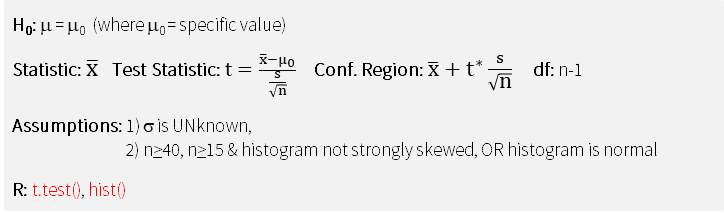 H₀: μ = μ₀ (where μ₀ = specific value)
Statistic: x̄ Test Statistic: t = (x̄−μ₀)/(s/√n) Conf. Region: x̄ + t* s/√n df: n-1
Assumptions: 1) σ is UNknown,
2) n≥40, n≥15 & histogram not strongly skewed, OR histogram is normal
R: t.test(), hist()